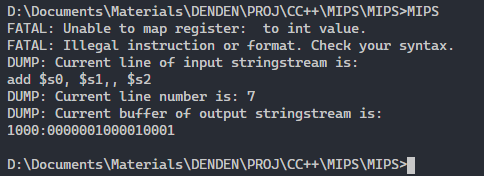 D:\Documents\Materials\DENDEN\PROJ\CC++\MIPS\MIPS>MIPS
FATAL: Unable to map register:  to int value.
FATAL: Illegal instruction or format. Check your syntax.
DUMP: Current line of input stringstream is:
add $s0, $s1,, $s2
DUMP: Current line number is: 7
DUMP: Current buffer of output stringstream is:
1000:0000001000010001
D:\Documents\Materials\DENDEN\PROJ\CC++\MIPS\MIPS>